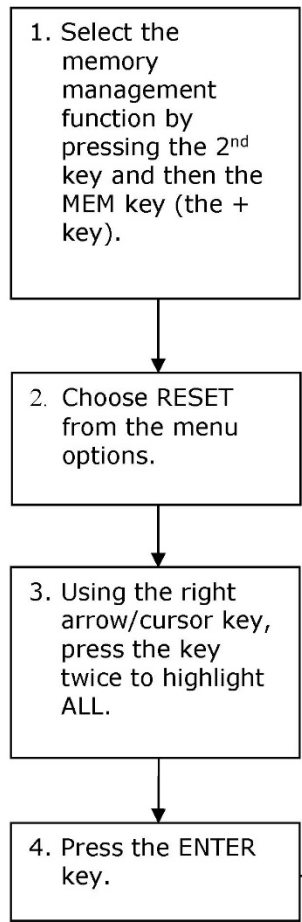 1. Select the
memory
management
function by
pressing the 2nd
key and then the
MEM key (the +
key).
2. Choose RESET
from the menu
options.
3. Using the right
arrow/cursor key,
press the key
twice to highlight
ALL.
4. Press the ENTER
key.